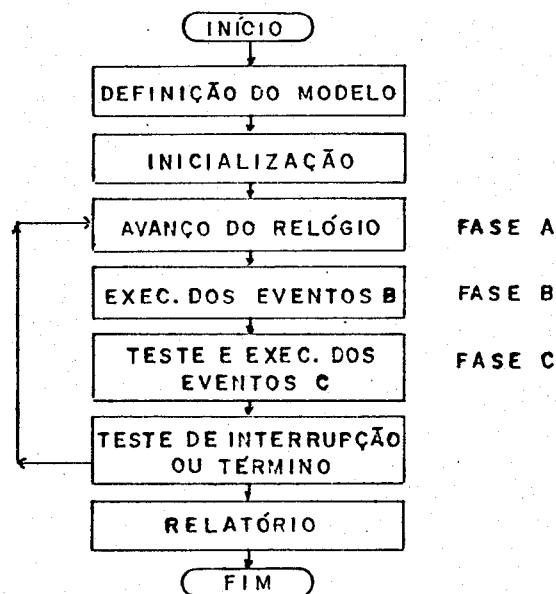 INÍCIO
DEFINIÇÃO DO MODELO
INICIALIZAÇÃO
AVANÇO DO RELÓGIO FASE A
EXEC. DOS EVENTOS B FASE B
TESTE E EXEC. DOS FASE C
EVENTOS C
TESTE DE INTERRUPÇÃO
OU TÉRMINO
RELATÓRIO
FIM